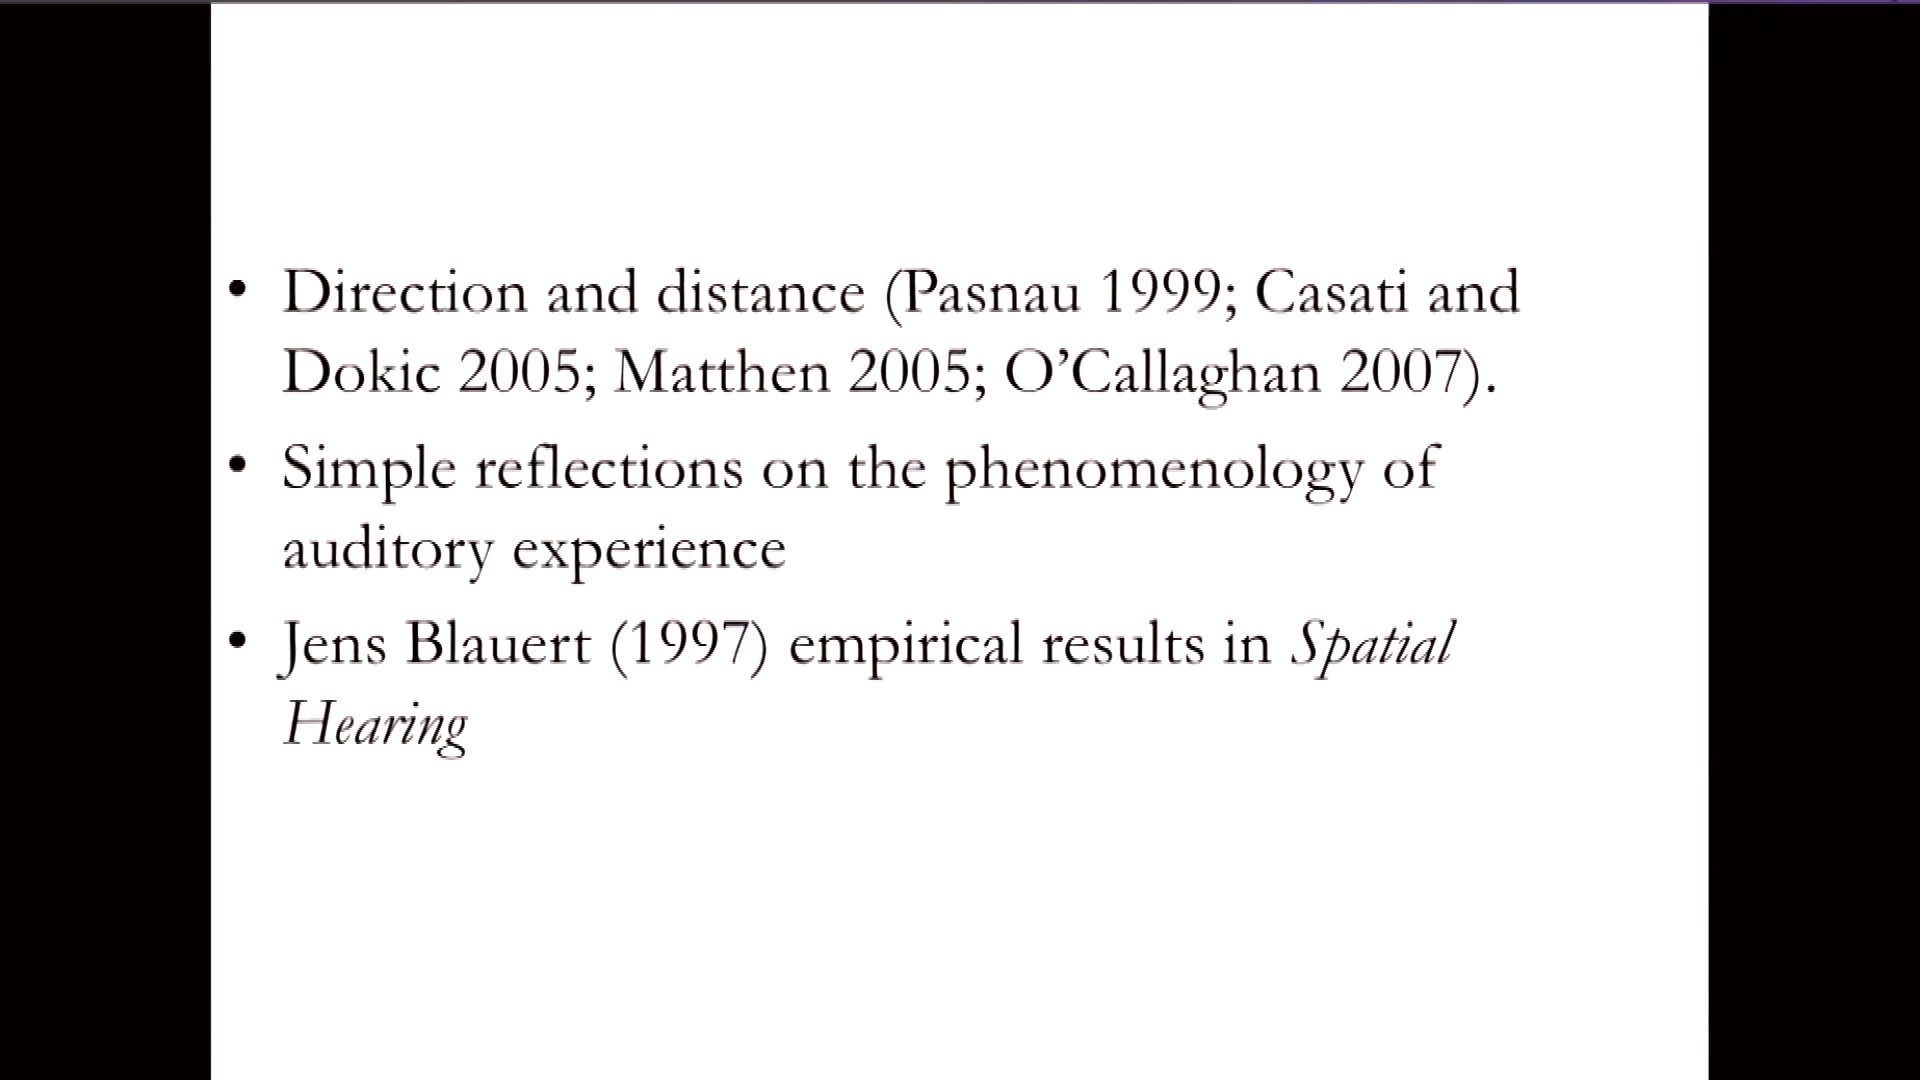 • Direction and distance (Pasnau 1999; Casati and
Dokic 2005; Matthen 2005; O’Callaghan 2007).
• Simple reflections on the phenomenology of
auditory experience
• Jens Blauert (1997) empirical results in Spatial
Hearing